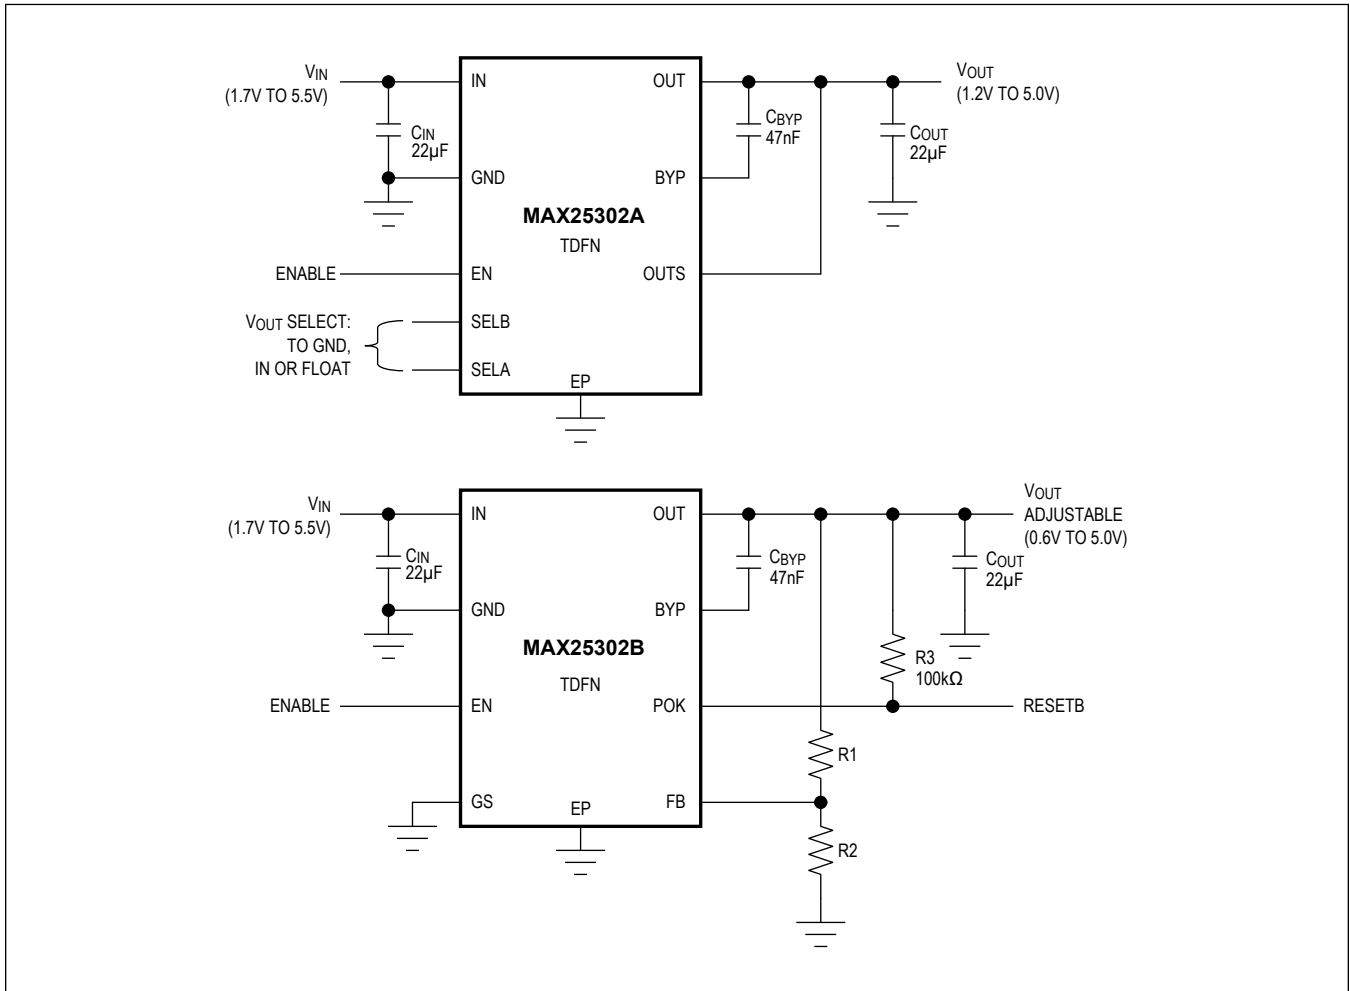 VIN
(1.7V TO 5.5V)
CIN
22µF
IN
GND
EN
SELB
SELA
ENABLE
VOUT SELECT:
TO GND,
IN OR FLOAT
MAX25302A
TDFN
EP
OUT
BYP
OUTS
CBYP
47nF
COUT
22µF
VOUT
(1.2V TO 5.0V)
VIN
(1.7V TO 5.5V)
CIN
22µF
IN
GND
EN
GS
ENABLE
MAX25302B
TDFN
EP
OUT
BYP
POK
FB
CBYP
47nF
R1
R2
R3
100kΩ
COUT
22µF
VOUT
ADJUSTABLE
(0.6V TO 5.0V)
RESETB